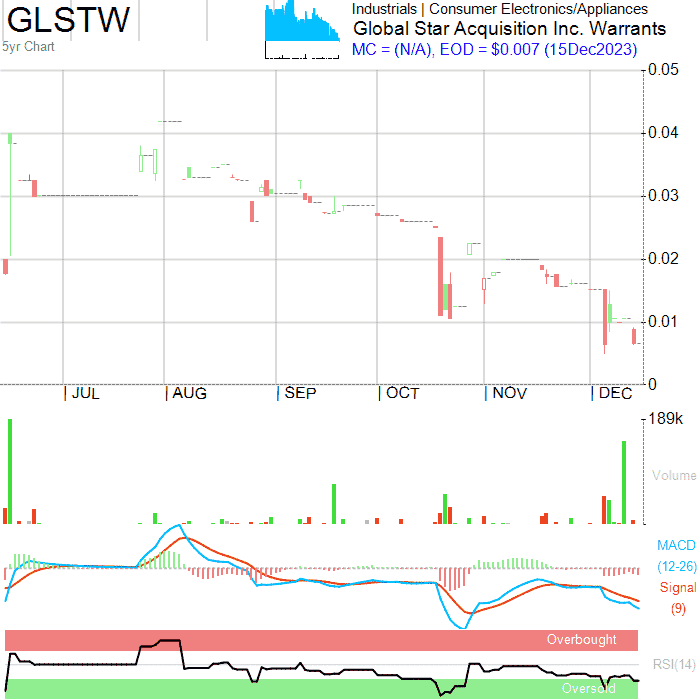 GLSTW
5yr Chart
Industrials | Consumer Electronics/Appliances
Global Star Acquisition Inc. Warrants
MC = (N/A), EOD = $0.007 (15Dec2023)
0.05
0.04
0.03
0.02
0.01
0
JUL AUG SEP OCT NOV DEC
189k
Volume
MACD
(12-26)
Signal
(9)
Overbought
RSI(14)
Oversold